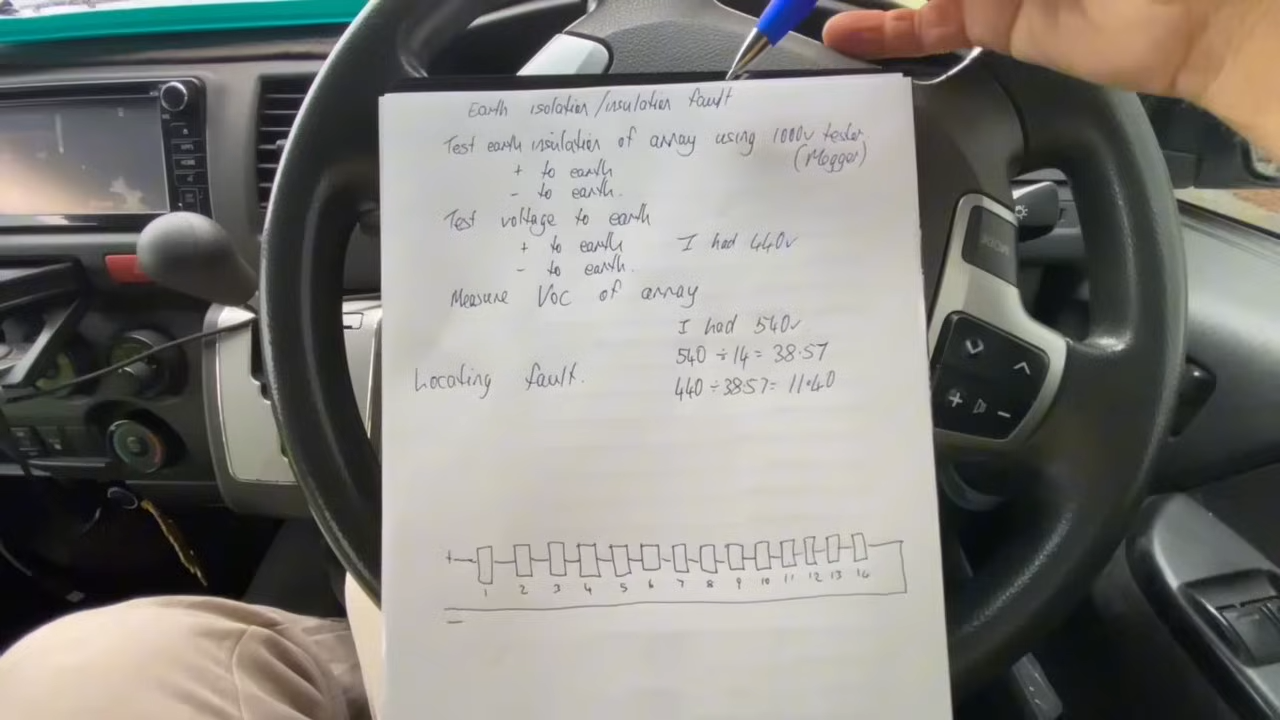 Earth isolation/insulation fault
Test earth insulation of array using 1000v tester
(Megger)
+ to earth
- to earth.
Test voltage to earth
+ to earth I had 440v
- to earth.
Measure Voc of array
I had 540v
540 ÷ 14 = 38.57
Locating fault. 440 ÷ 38.57 = 11.40
+
1 2 3 4 5 6 7 8 9 10 11 12 13 14
-